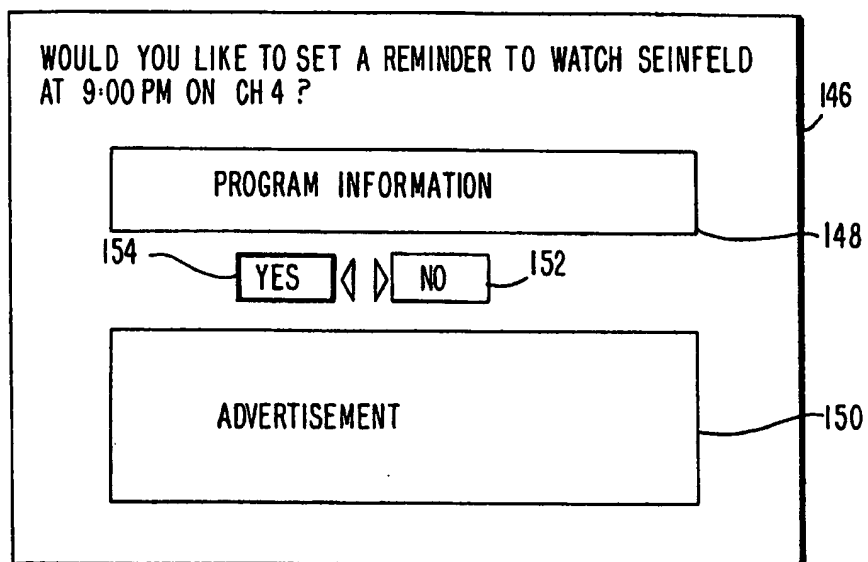 WOULD YOU LIKE TO SET A REMINDER TO WATCH SEINFELD
AT 9:00 PM ON CH 4 ?
146
PROGRAM INFORMATION
148
154
YES
NO
152
ADVERTISEMENT
150